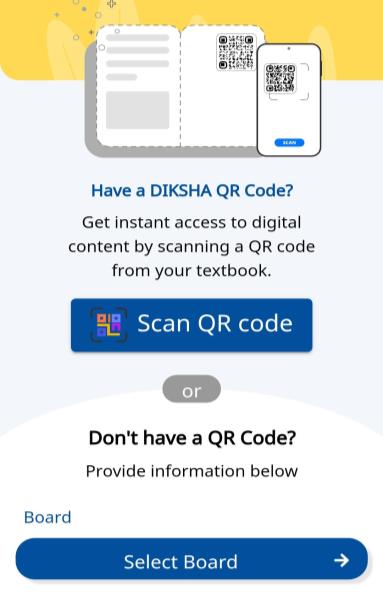 SCAN
Have a DIKSHA QR Code?
Get instant access to digital
content by scanning a QR code
from your textbook.
Scan QR code
or
Don't have a QR Code?
Provide information below
Board
Select Board